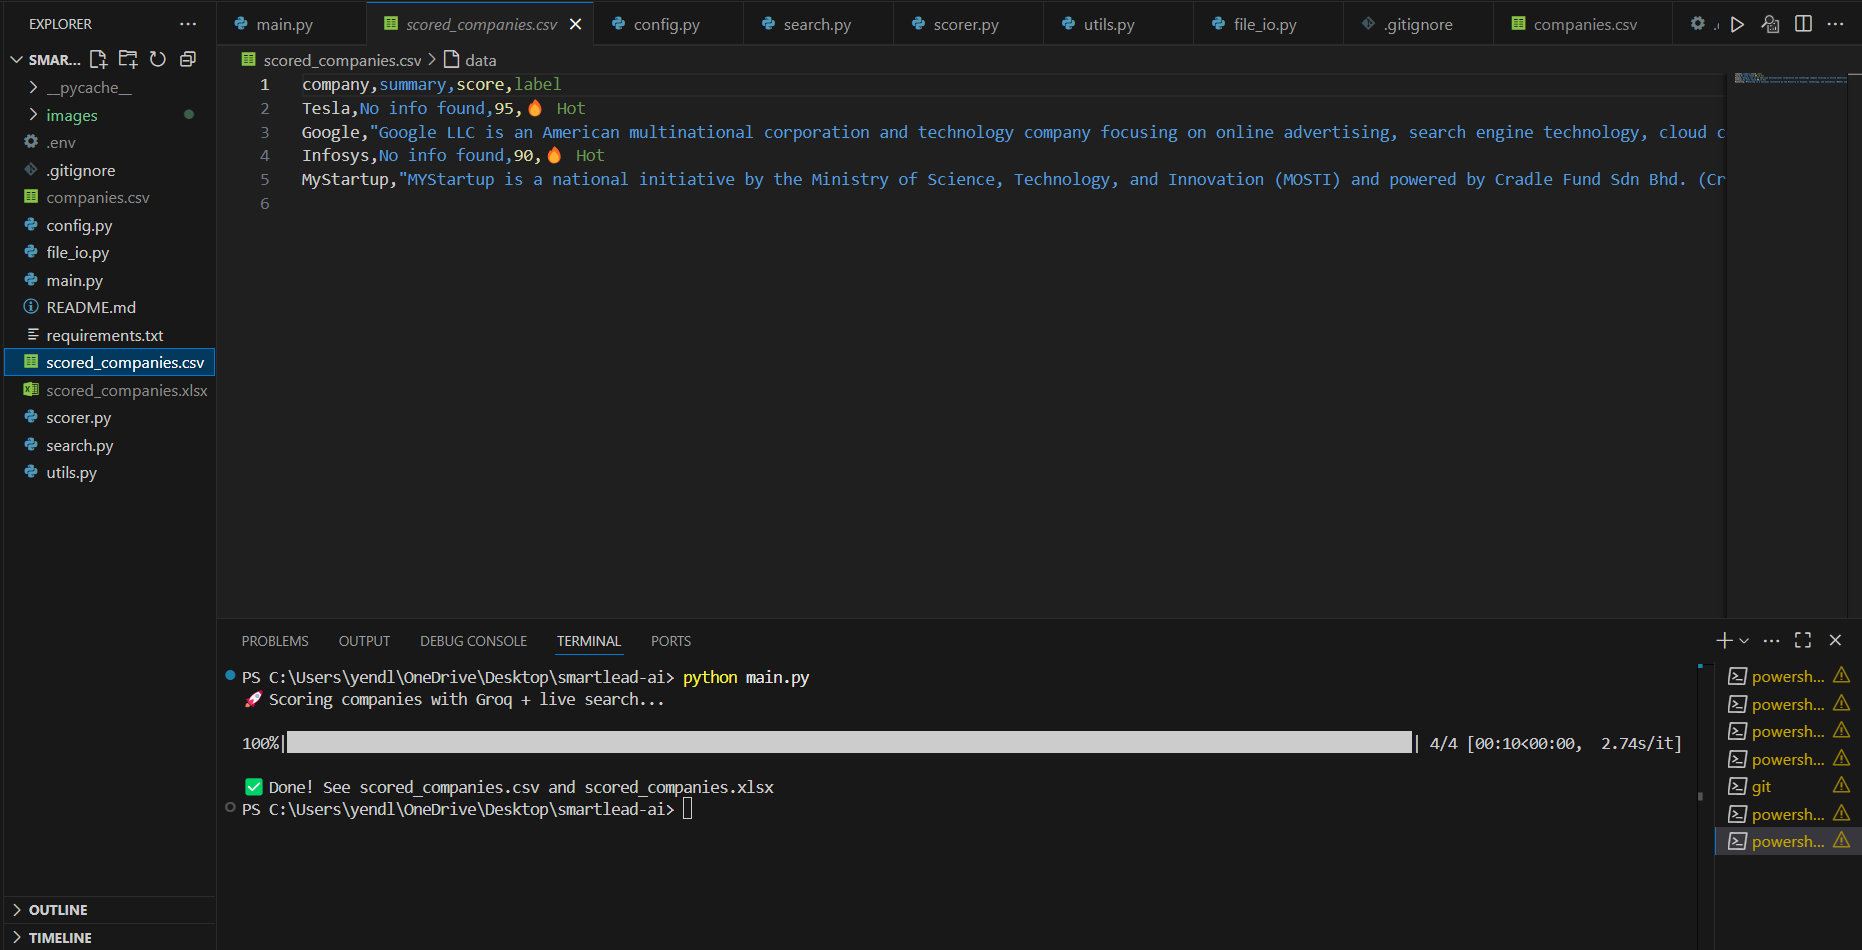 EXPLORER
SMAR...
__pycache__
images
.env
.gitignore
companies.csv
config.py
file_io.py
main.py
README.md
requirements.txt
scored_companies.csv
scored_companies.xlsx
scorer.py
search.py
utils.py
OUTLINE
TIMELINE
main.py
scored_companies.csv
config.py
search.py
scorer.py
utils.py
file_io.py
.gitignore
companies.csv
scored_companies.csv > data
1 company,summary,score,label
2 Tesla,No info found,95,🔥 Hot
3 Google,"Google LLC is an American multinational corporation and technology company focusing on online advertising, search engine technology, cloud c
4 Infosys,No info found,90,🔥 Hot
5 MyStartup,"MYStartup is a national initiative by the Ministry of Science, Technology, and Innovation (MOSTI) and powered by Cradle Fund Sdn Bhd. (Cr
6
PROBLEMS OUTPUT DEBUG CONSOLE TERMINAL PORTS
PS C:\Users\yendl\OneDrive\Desktop\smartlead-ai> python main.py
🚀 Scoring companies with Groq + live search...
100%| | 4/4 [00:10<00:00, 2.74s/it]
✅ Done! See scored_companies.csv and scored_companies.xlsx
PS C:\Users\yendl\OneDrive\Desktop\smartlead-ai>
powersh...
powersh...
powersh...
powersh...
git
powersh...
powersh...